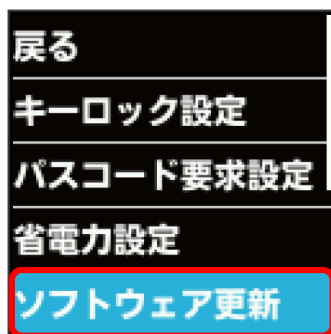 戻る
キーロック設定
パスコード要求設定
省電力設定
ソフトウェア更新